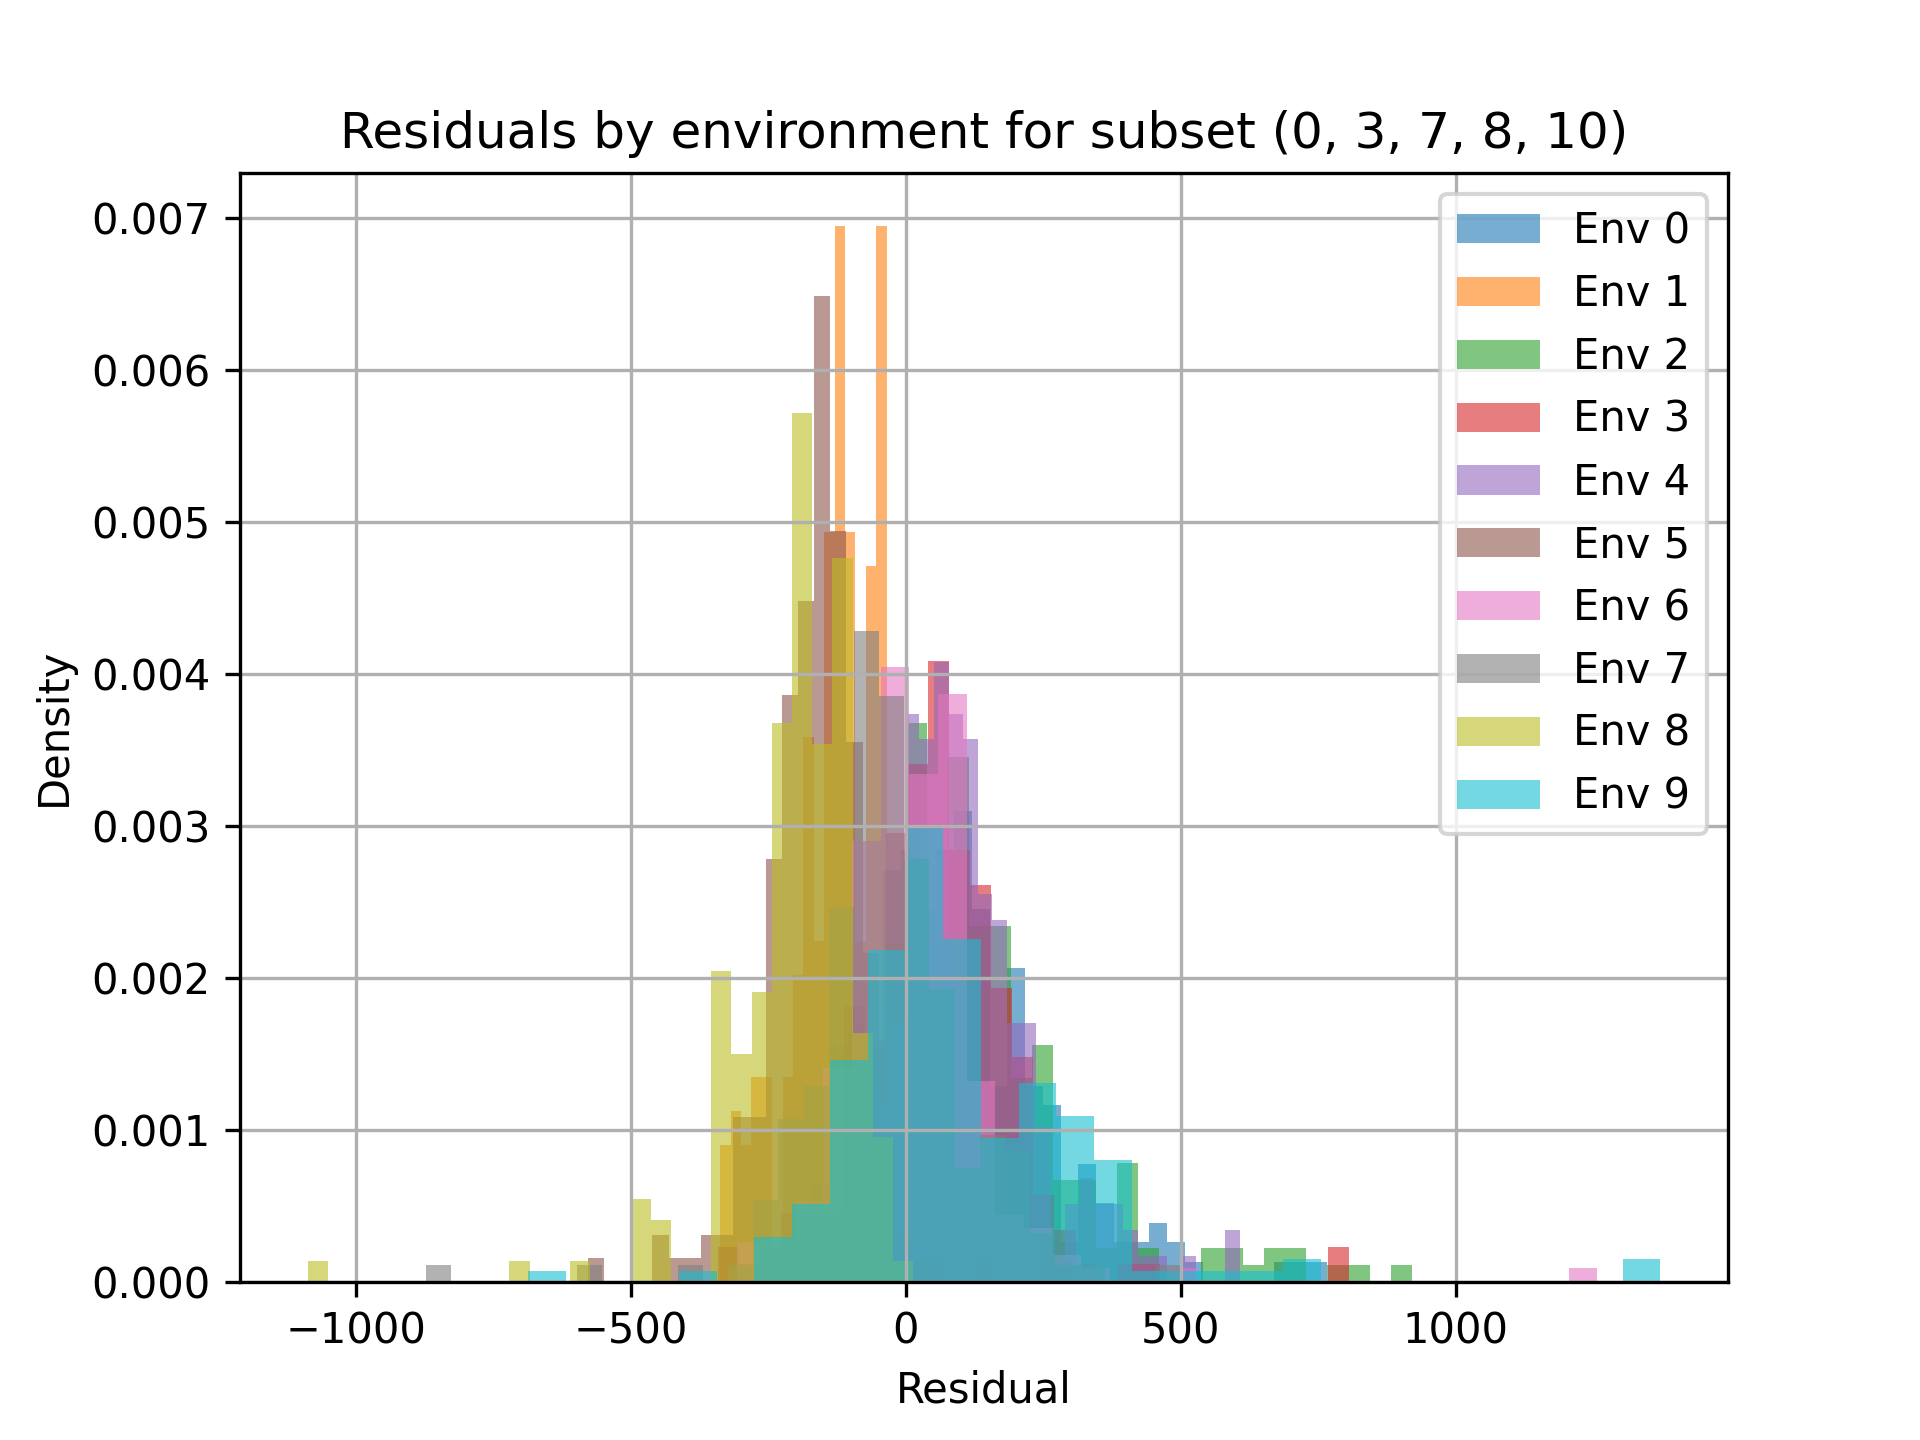 Residuals by environment for subset (0, 3, 7, 8, 10)
0.007
0.006
0.005
0.004
0.003
0.002
0.001
0.000
Density
−1000
−500
0
500
1000
Residual
Env 0
Env 1
Env 2
Env 3
Env 4
Env 5
Env 6
Env 7
Env 8
Env 9